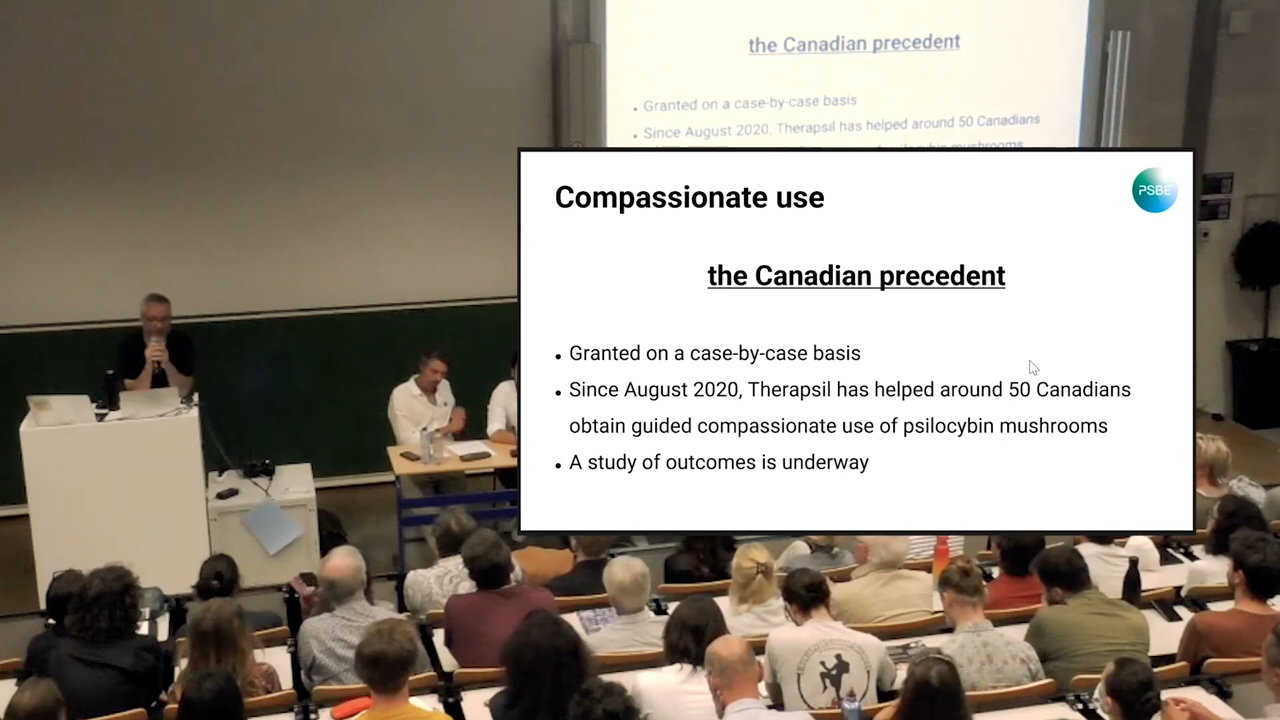 the Canadian precedent
• Granted on a case-by-case basis
• Since August 2020, Therapsil has helped around 50 Canadians
psilocybin mushrooms
Compassionate use
PSBE
the Canadian precedent
• Granted on a case-by-case basis
• Since August 2020, Therapsil has helped around 50 Canadians
obtain guided compassionate use of psilocybin mushrooms
• A study of outcomes is underway